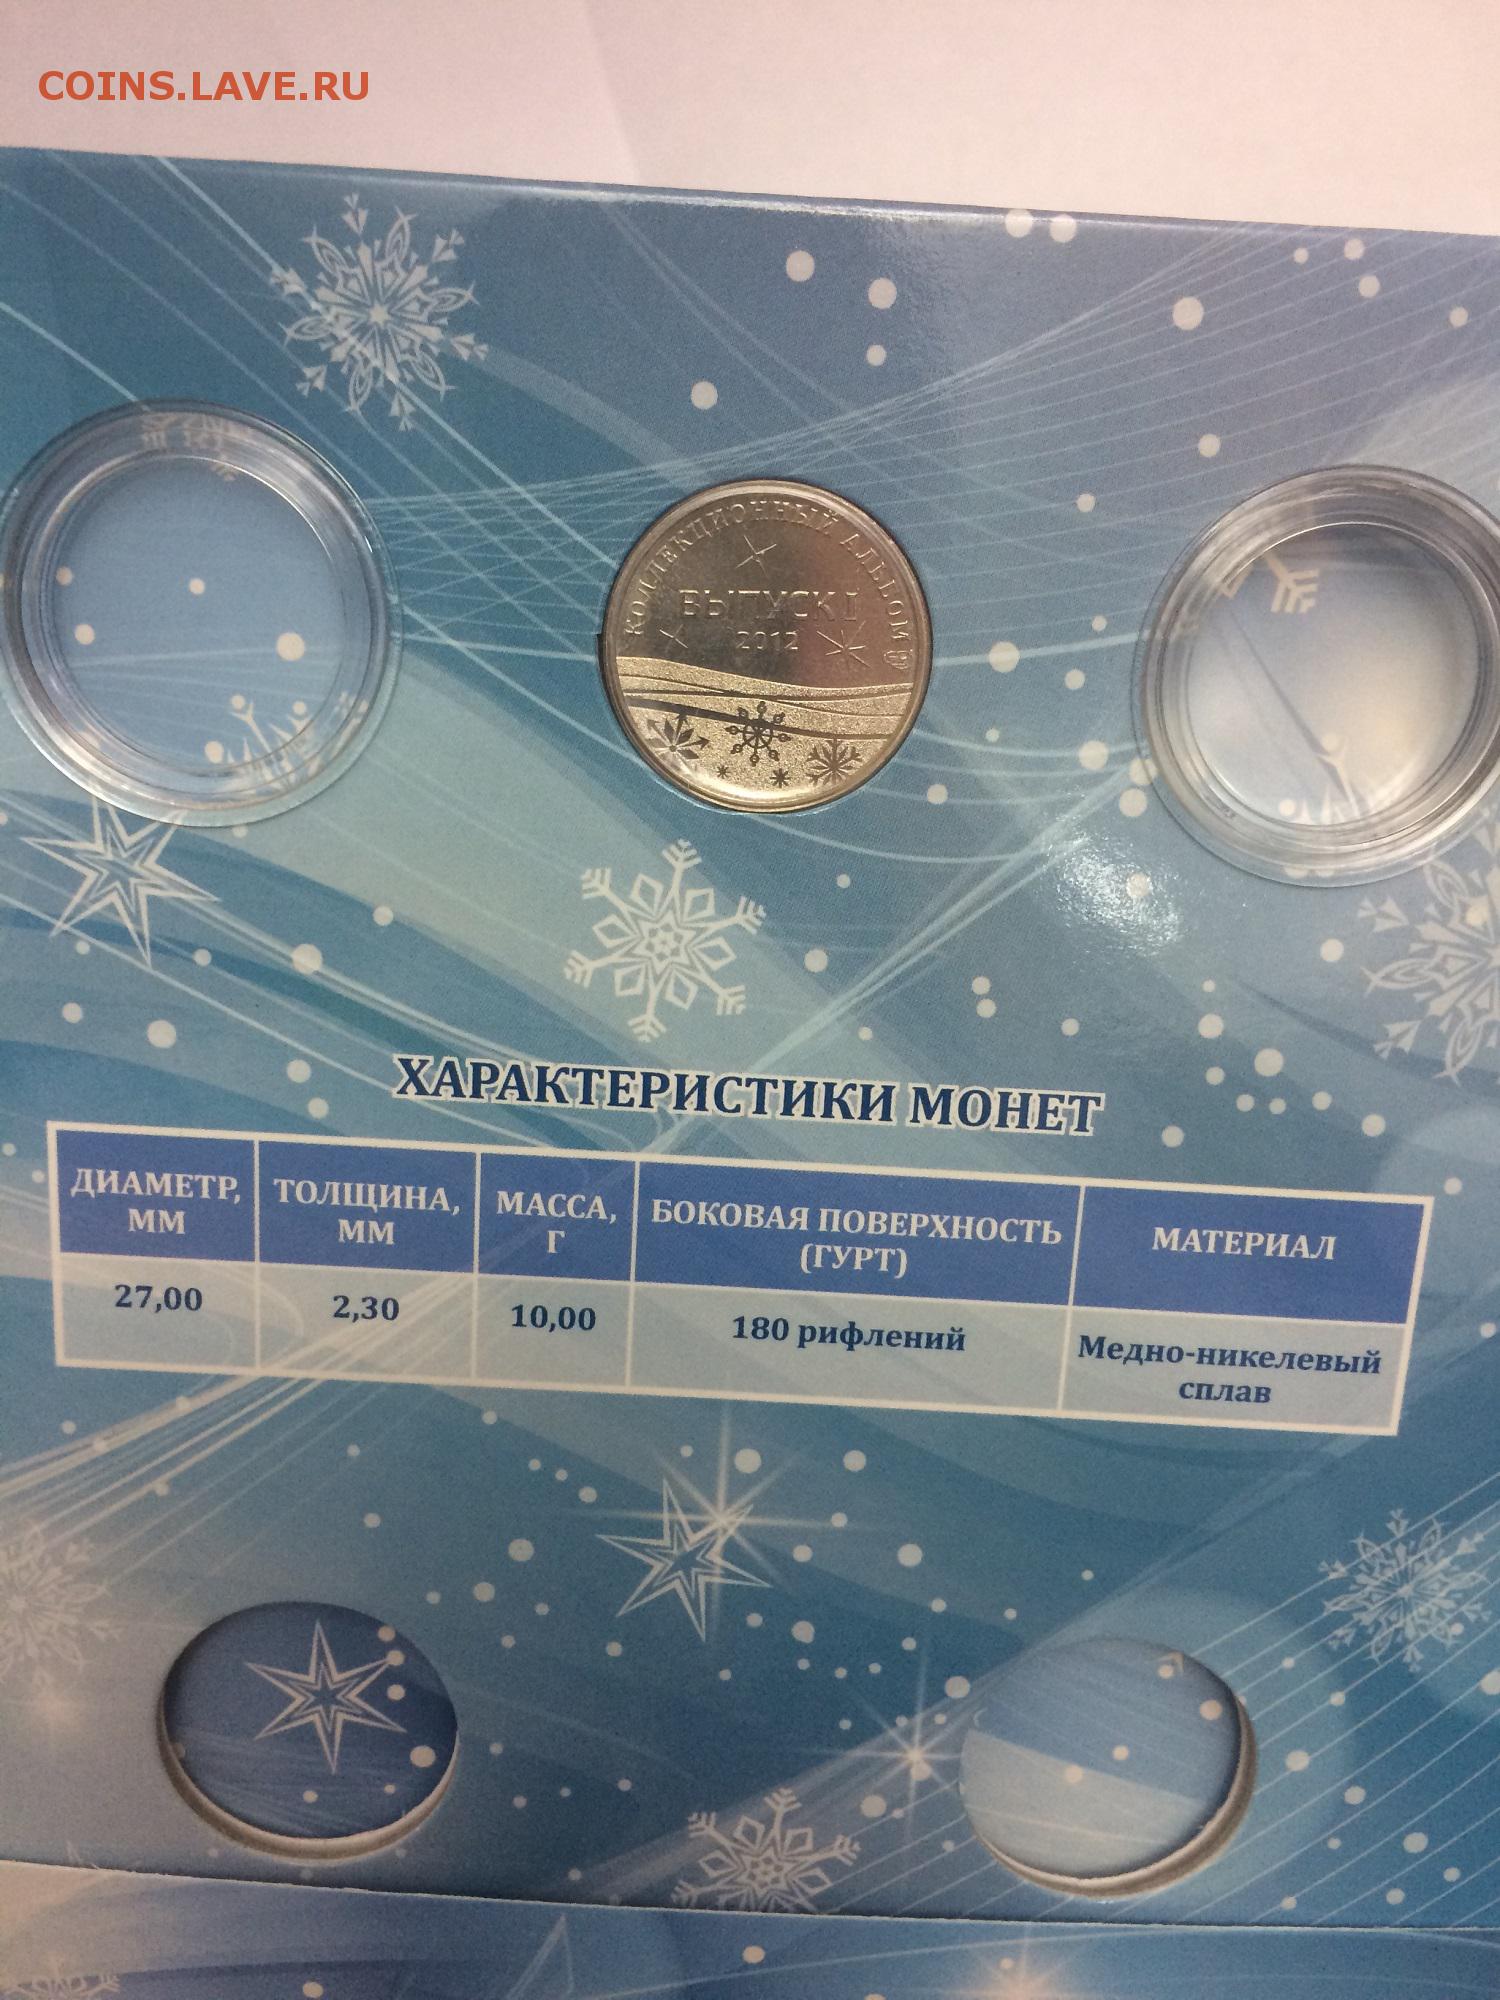 COINS.LAVE.RU
КОЛЛЕКЦИОННЫЙ АЛЬБОМ
ВЫПУСК I
2012
ХАРАКТЕРИСТИКИ МОНЕТ
ДИАМЕТР,
ММ
ТОЛЩИНА,
ММ
МАССА,
Г
БОКОВАЯ ПОВЕРХНОСТЬ
(ГУРТ)
МАТЕРИАЛ
27,00
2,30
10,00
180 рифлений
Медно-никелевый
сплав